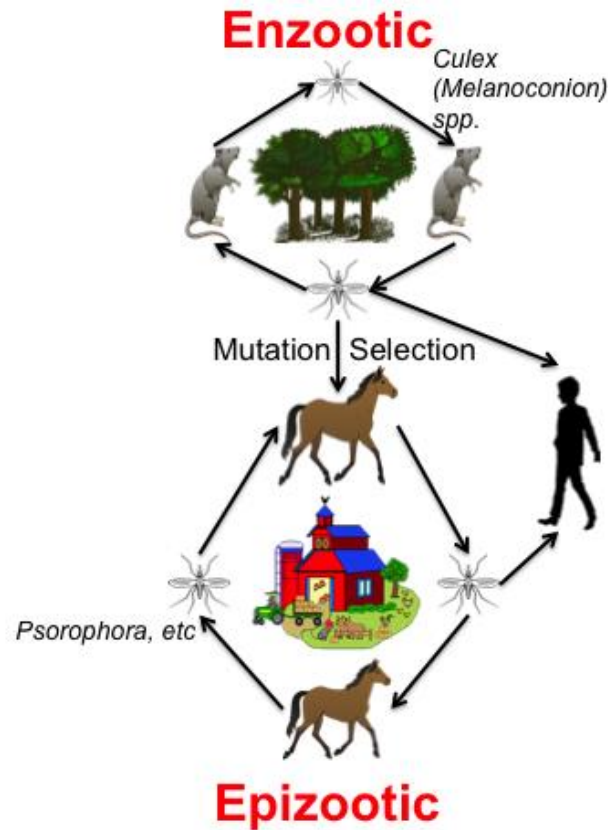 Enzootic
Culex
(Melanoconion)
spp.
Mutation Selection
Psorophora, etc
Epizootic